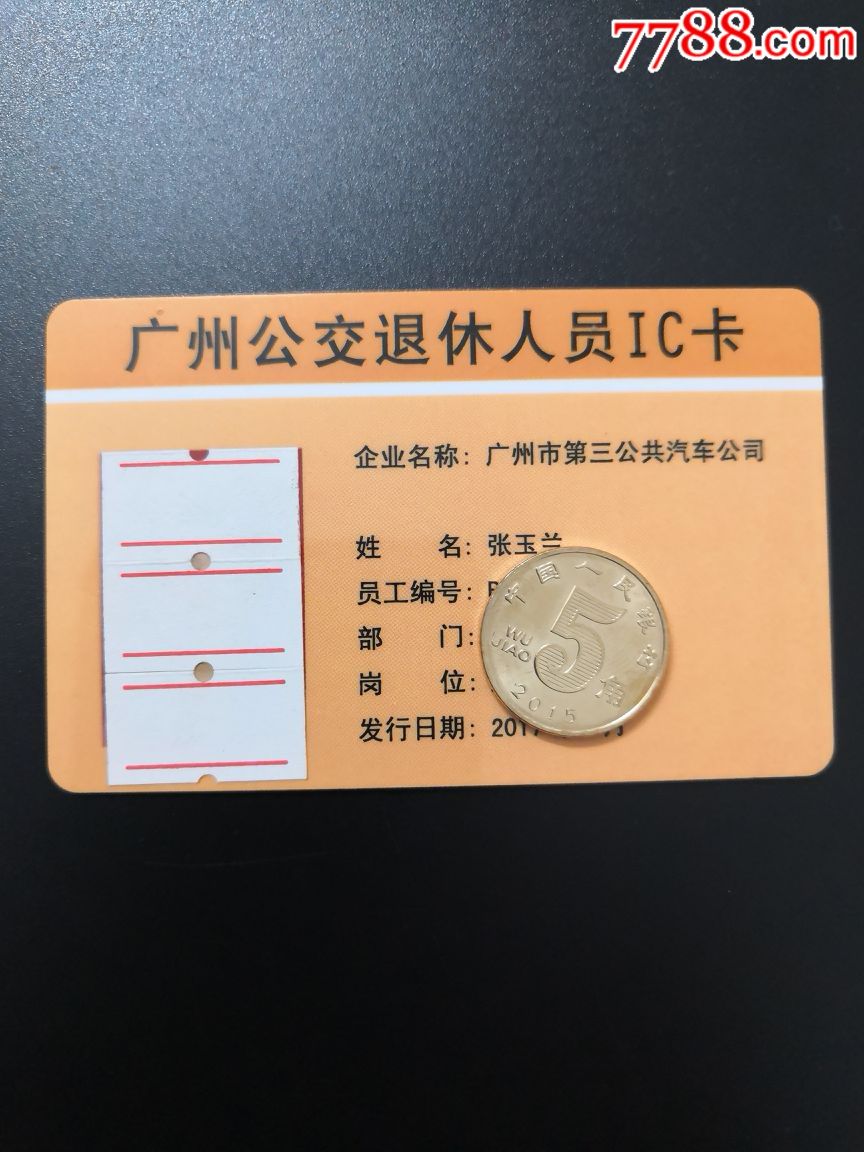 7788.com
广州公交退休人员IC卡
企业名称: 广州市第三公共汽车公司
姓 名: 张玉兰
员工编号:
部 门:
岗 位:
发行日期: 2017 月
中国人民银行
WU JIAO
5
角
2015